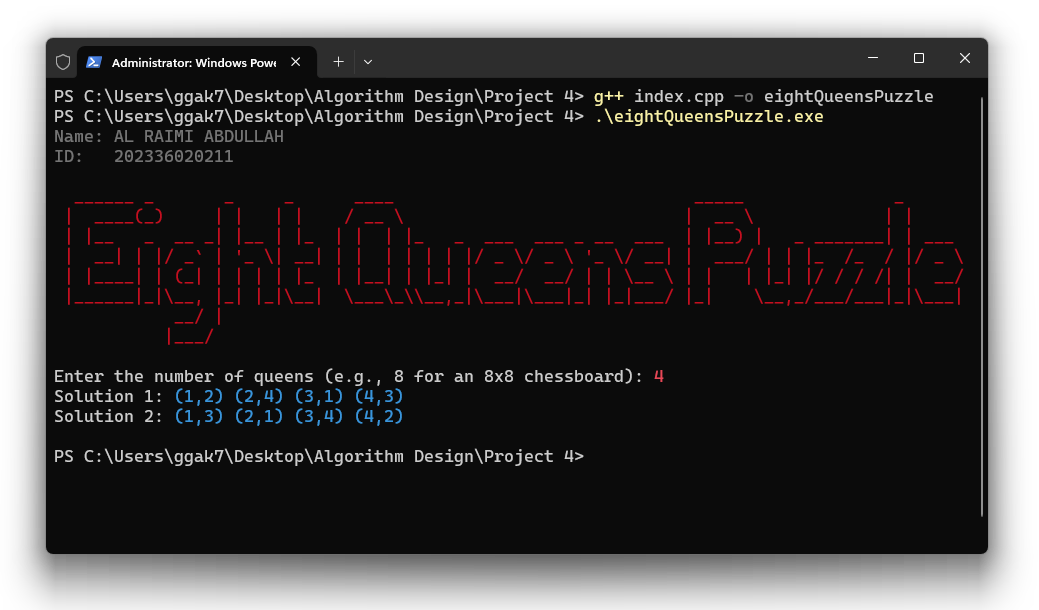 Administrator: Windows Powe
PS C:\Users\ggak7\Desktop\Algorithm Design\Project 4> g++ index.cpp -o eightQueensPuzzle
PS C:\Users\ggak7\Desktop\Algorithm Design\Project 4> .\eightQueensPuzzle.exe
Name: AL RAIMI ABDULLAH
ID:   202336020211
Eight Queens Puzzle
Enter the number of queens (e.g., 8 for an 8x8 chessboard): 4
Solution 1: (1,2) (2,4) (3,1) (4,3)
Solution 2: (1,3) (2,1) (3,4) (4,2)
PS C:\Users\ggak7\Desktop\Algorithm Design\Project 4>